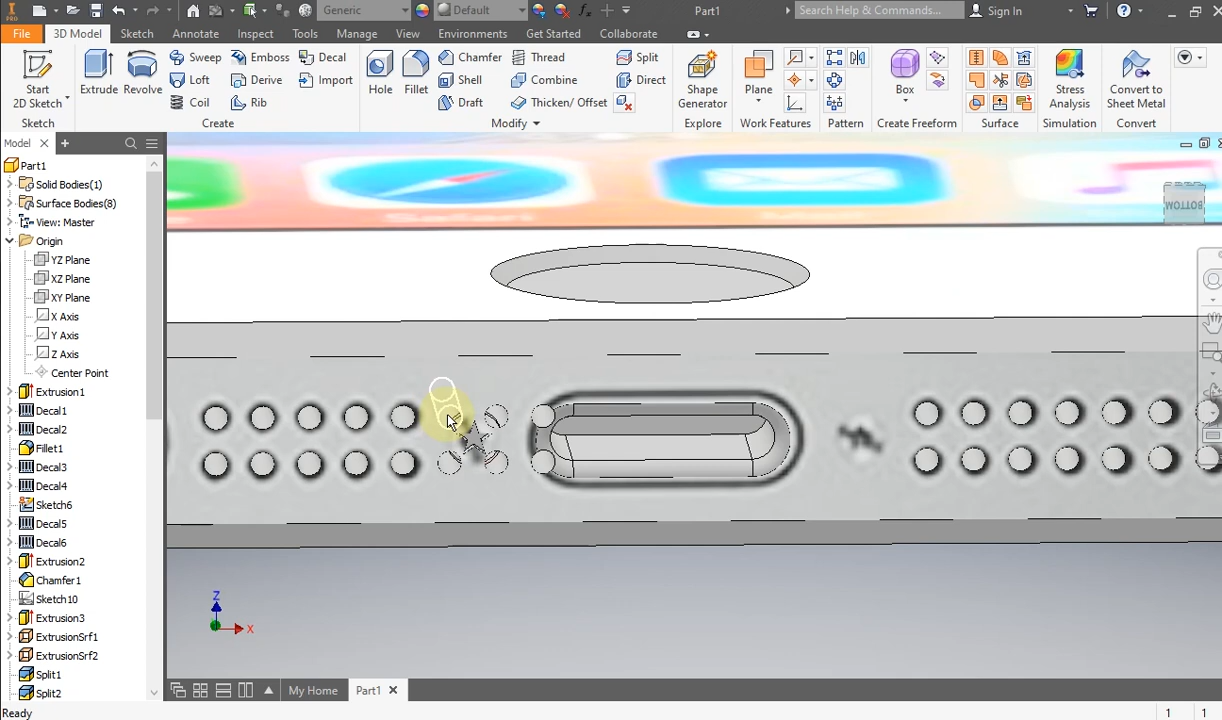 PRO
Generic
Default
Part1
Search Help & Commands...
Sign In
File
3D Model
Sketch
Annotate
Inspect
Tools
Manage
View
Environments
Get Started
Collaborate
Start
2D Sketch
Extrude
Revolve
Sweep
Emboss
Decal
Loft
Derive
Import
Coil
Rib
Hole
Fillet
Chamfer
Thread
Split
Shell
Combine
Direct
Draft
Thicken/ Offset
Shape
Generator
Plane
Box
Stress
Analysis
Convert to
Sheet Metal
Sketch
Create
Modify
Explore
Work Features
Pattern
Create Freeform
Surface
Simulation
Convert
Model
Part1
Solid Bodies(1)
Surface Bodies(8)
View: Master
Origin
YZ Plane
XZ Plane
XY Plane
X Axis
Y Axis
Z Axis
Center Point
Extrusion1
Decal1
Decal2
Fillet1
Decal3
Decal4
Sketch6
Decal5
Decal6
Extrusion2
Chamfer1
Sketch10
Extrusion3
ExtrusionSrf1
ExtrusionSrf2
Split1
Split2
BOTTOM
Z
X
My Home
Part1
Ready
1
1